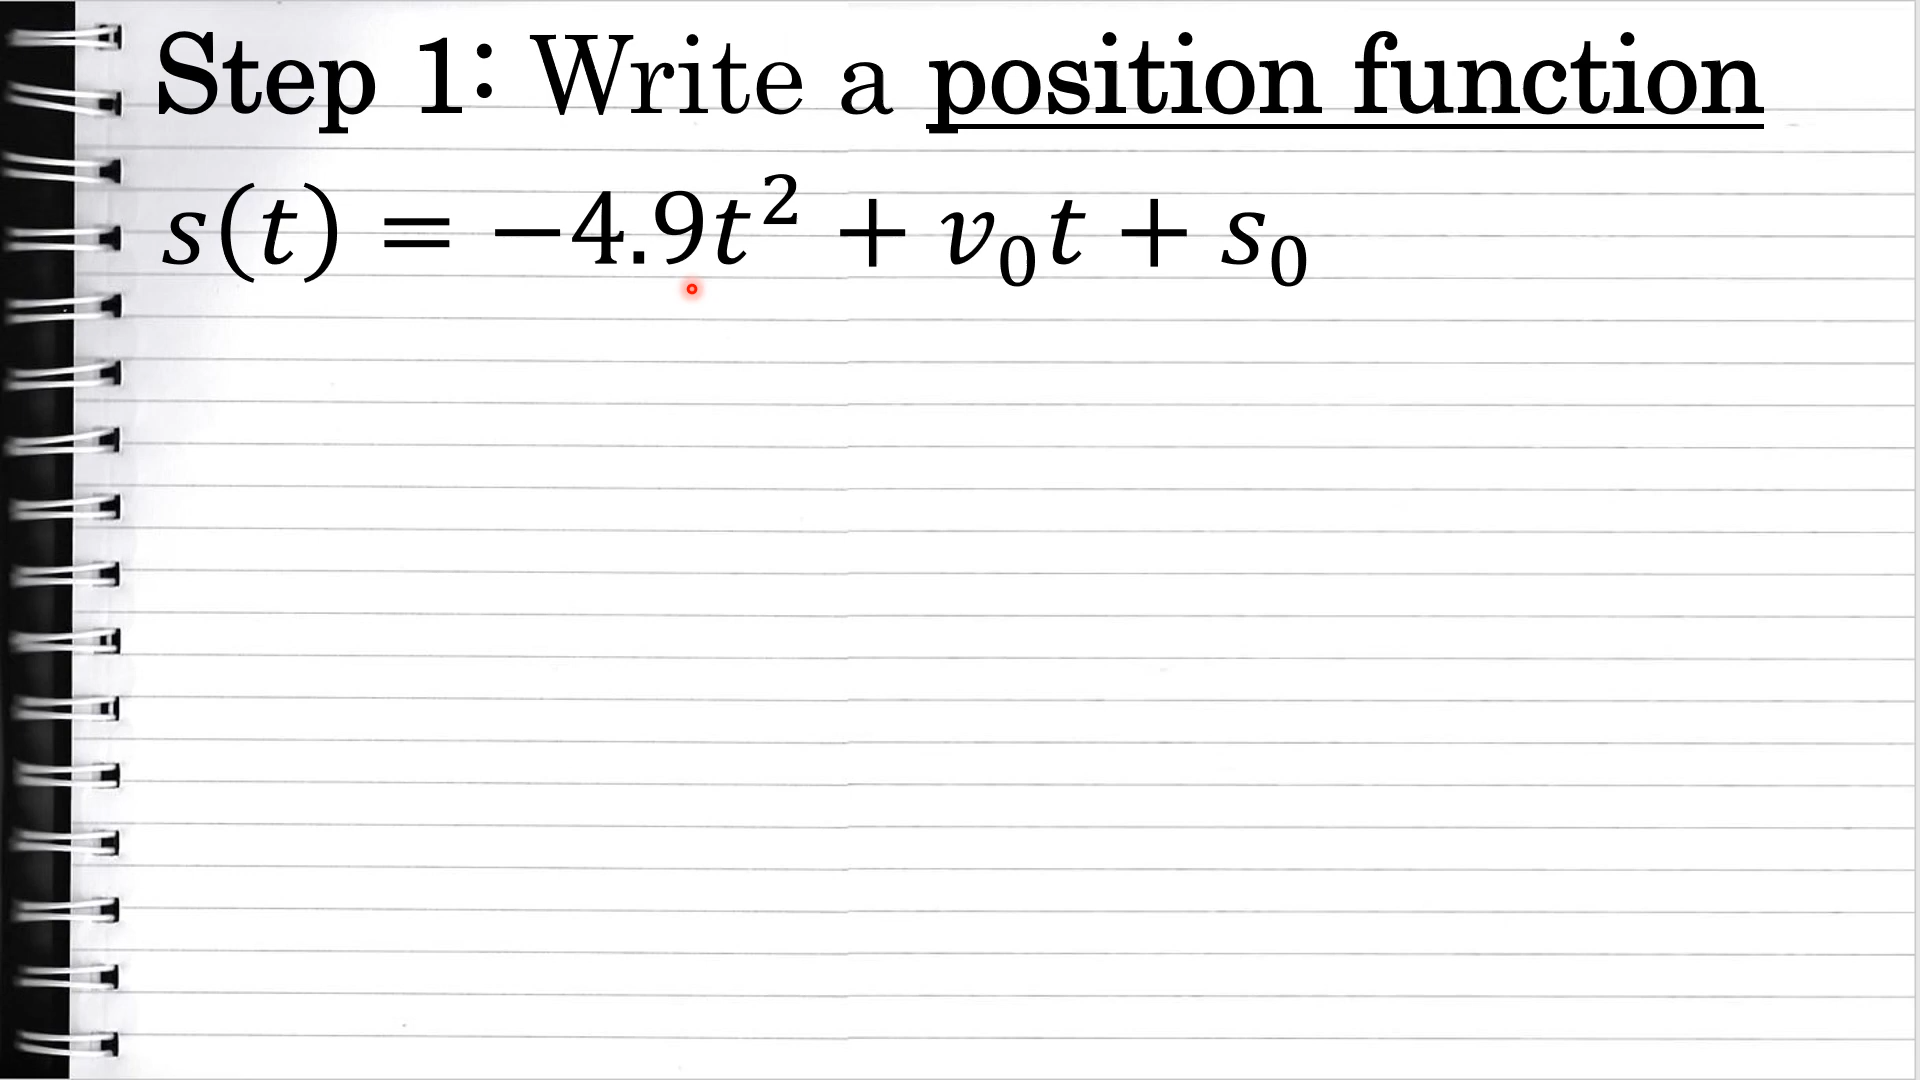 Step 1: Write a position function
s(t) = −4.9t² + v₀t + s₀